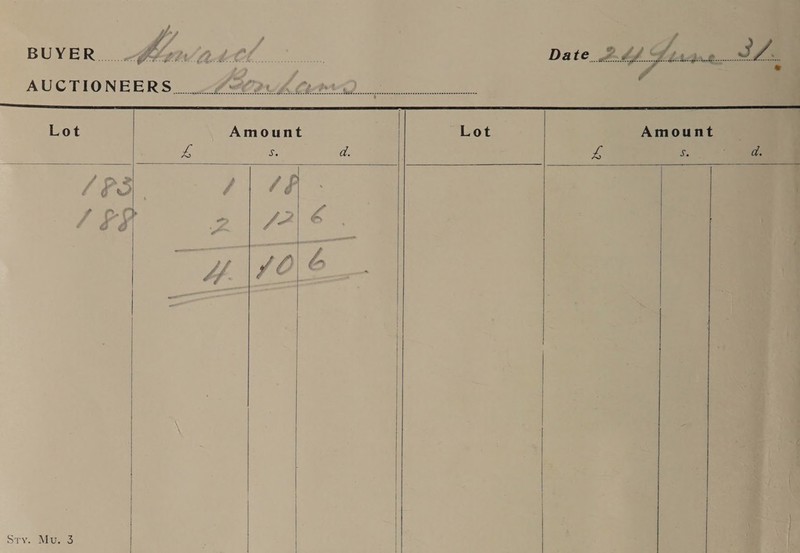 BUYER Howard Date 24 June 31.
AUCTIONEERS Bonhams
Lot Amount Lot Amount
£ s. d. £ s. d.
183 1 18 .
188 2 12 6 .
4. 10 6
Stv. Mu. 3